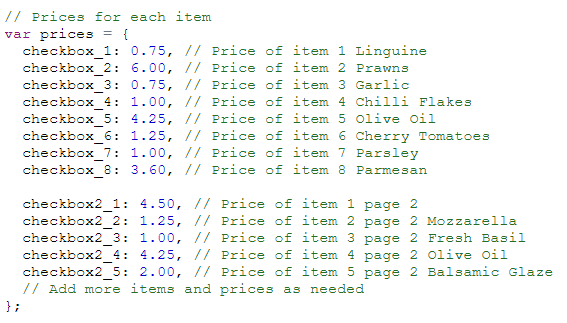 // Prices for each item
var prices = {
  checkbox_1: 0.75, // Price of item 1 Linguine
  checkbox_2: 6.00, // Price of item 2 Prawns
  checkbox_3: 0.75, // Price of item 3 Garlic
  checkbox_4: 1.00, // Price of item 4 Chilli Flakes
  checkbox_5: 4.25, // Price of item 5 Olive Oil
  checkbox_6: 1.25, // Price of item 6 Cherry Tomatoes
  checkbox_7: 1.00, // Price of item 7 Parsley
  checkbox_8: 3.60, // Price of item 8 Parmesan

  checkbox2_1: 4.50, // Price of item 1 page 2
  checkbox2_2: 1.25, // Price of item 2 page 2 Mozzarella
  checkbox2_3: 1.00, // Price of item 3 page 2 Fresh Basil
  checkbox2_4: 4.25, // Price of item 4 page 2 Olive Oil
  checkbox2_5: 2.00, // Price of item 5 page 2 Balsamic Glaze
  // Add more items and prices as needed
};